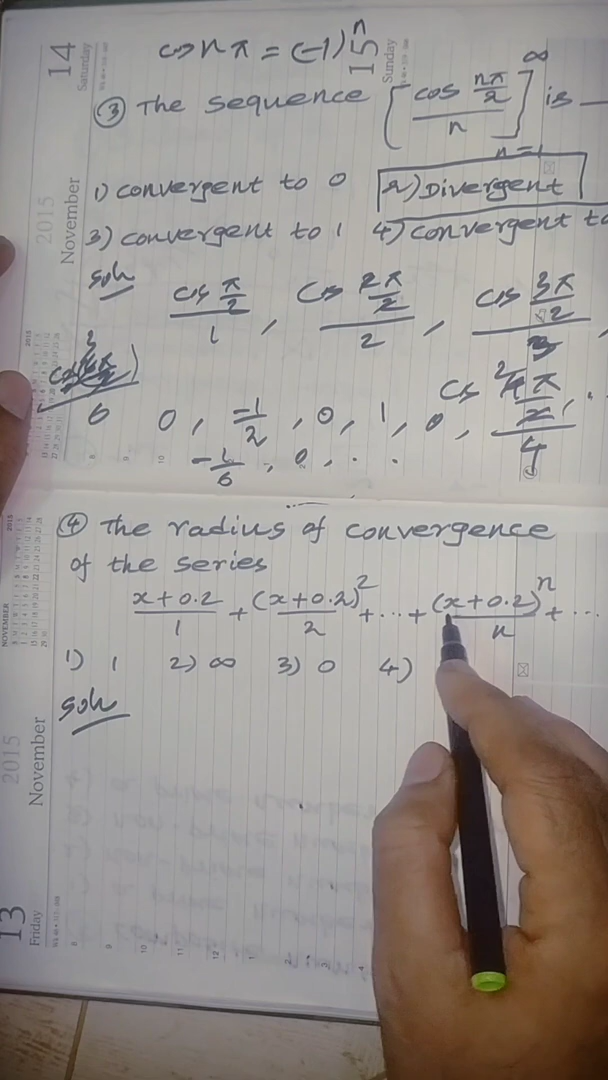 cos nπ = (-1)^n
14
Saturday
15
Sunday
③ The sequence [cos nπ/2 / n]^∞ n=1 is
1) convergent to 0 2) Divergent
3) convergent to 1 4) convergent to
2015
November
Soln
cos π/2 / 1 , cos 2π/2 / 2 , cos 3π/2 / 3 ,
cos 4π/2 / 4 , ..
6
0, -1/2, 0, 1, 0,
-1/6, 0, . . .
④ The radius of convergence
of the series
x+0.2/1 + (x+0.2)^2/2 + ... + (x+0.2)^n/n + ...
1) 1 2) ∞ 3) 0 4)
Soln
2015
November
13
Friday